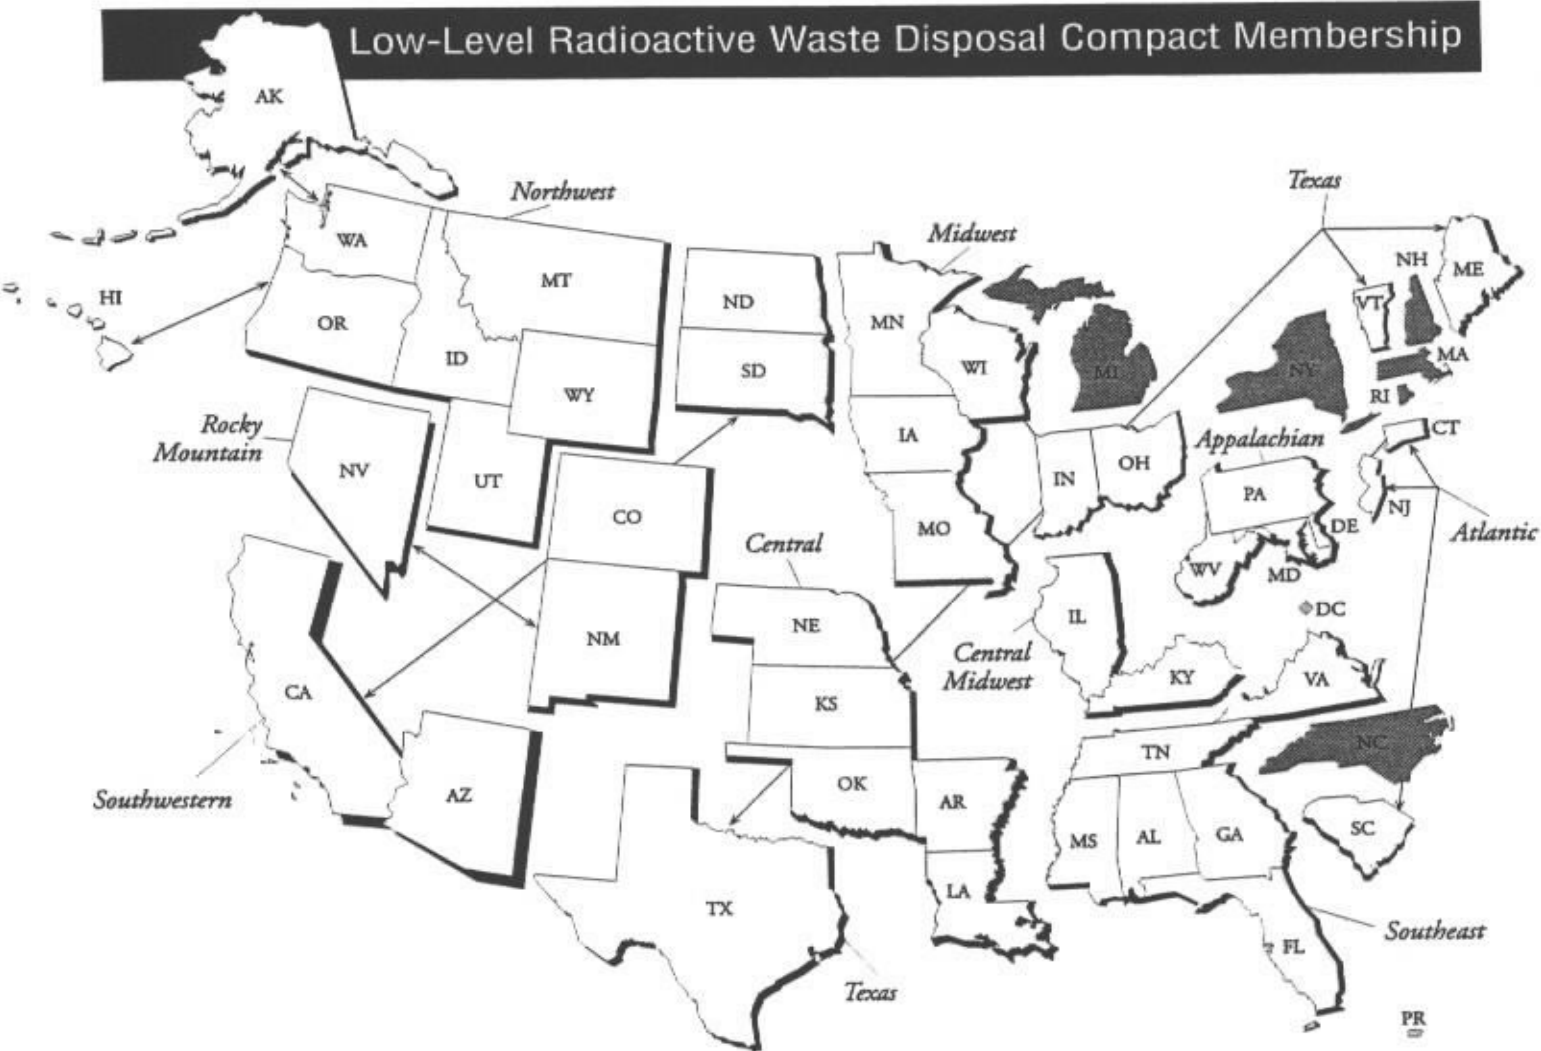 Low-Level Radioactive Waste Disposal Compact Membership
AK
Northwest
Texas
WA
Midwest
HI
MT
NH
ME
OR
ND
MN
VT
ID
WI
MI
NY
MA
SD
WY
RI
Rocky
Mountain
IA
Appalachian
CT
NV
UT
IN
OH
PA
NJ
CO
MO
DE
Atlantic
Central
WV
MD
DC
NM
NE
IL
Central
Midwest
KY
VA
CA
KS
NC
TN
Southwestern
AZ
OK
AR
MS
AL
GA
SC
TX
LA
Southeast
FL
Texas
PR